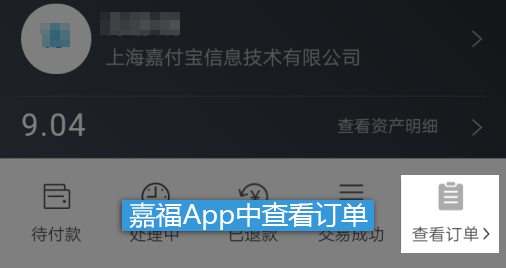 上海嘉付宝信息技术有限公司
9.04
查看资产明细
嘉福App中查看订单
待付款
处理中
已退款
交易成功
查看订单